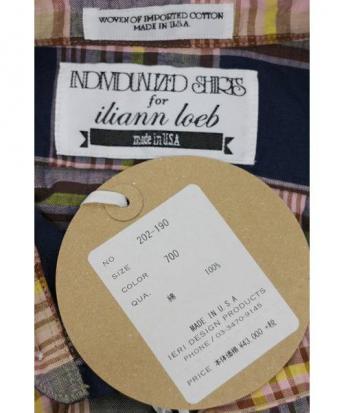 WOVEN OF IMPORTED COTTON
MADE IN U.S.A.
INDIVIDUALIZED SHIRTS
for
iliann loeb
made in U.S.A
NO 202-190
SIZE
COLOR 700
QUA. 綿 100%
MADE IN U.S.A
IERI DESIGN PRODUCTS
PHONE / 03-3470-9145
PRICE 本体価格 ¥43,000 +税